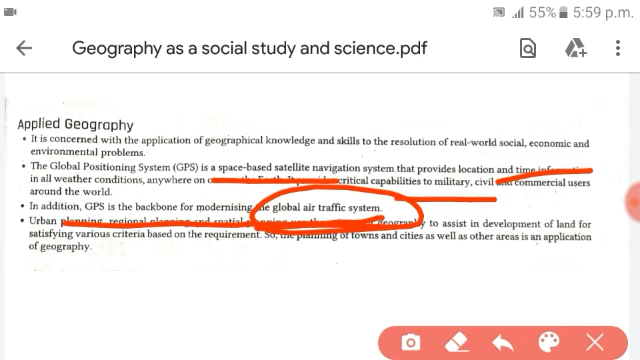 55% 5:59 p.m.
Geography as a social study and science.pdf
Applied Geography
• It is concerned with the application of geographical knowledge and skills to the resolution of real-world social, economic and
environmental problems.
• The Global Positioning System (GPS) is a space-based satellite navigation system that provides location and time information
in all weather conditions, anywhere on critical capabilities to military, civil and commercial users
around the world.
• In addition, GPS is the backbone for modernising the global air traffic system.
• Urban planning, regional planning and spatial planning use geography to assist in development of land for
satisfying various criteria based on the requirement. So, the planning of towns and cities as well as other areas is an application
of geography.